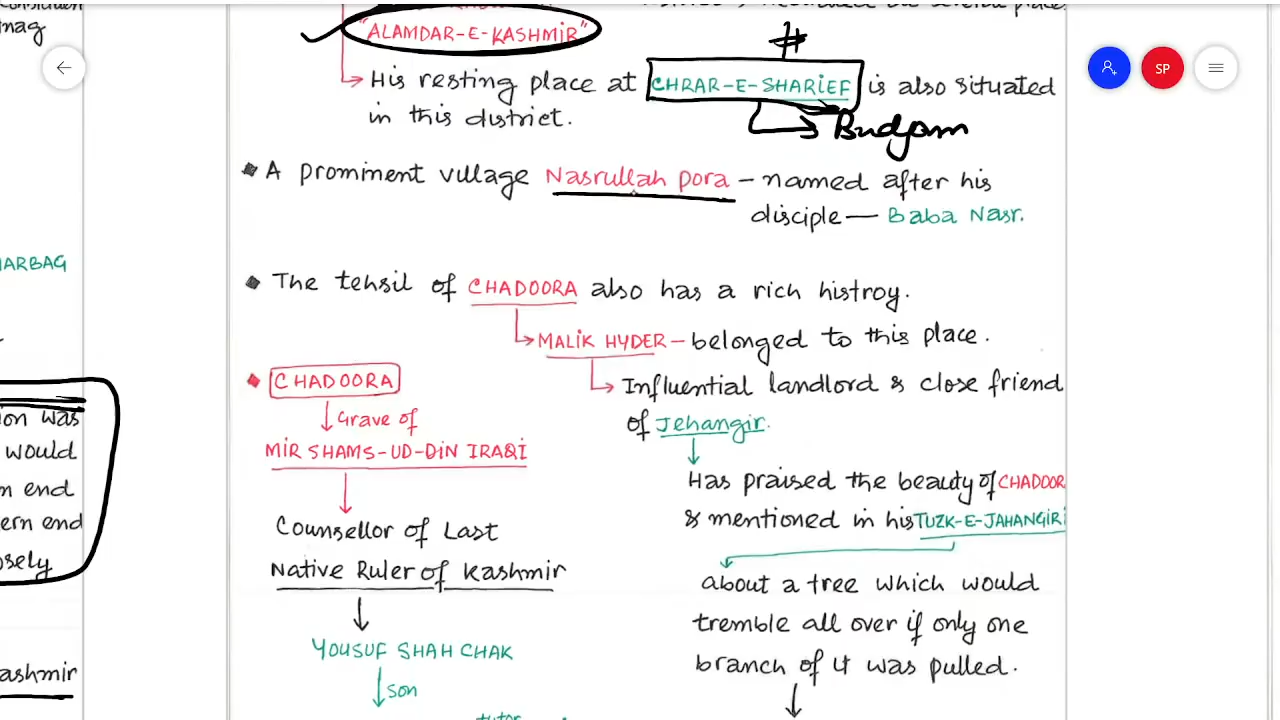 mag
"ALAMDAR-E-KASHMIR"
His resting place at CHRAR-E-SHARIEF is also situated
in this district.
Budgam
A prominent village Nasrullah pora - named after his
disciple — Baba Nasr.
The tehsil of CHADOORA also has a rich histroy.
MALIK HYDER - belonged to this place.
Influential landlord & close friend
of Jehangir.
Has praised the beauty of CHADOOR
& mentioned in his TUZK-E-JAHANGIRi
about a tree which would
tremble all over if only one
branch of it was pulled.
CHADOORA
Grave of
MIR SHAMS-UD-DIN IRAQI
Counsellor of Last
Native Ruler of Kashmir
YOUSUF SHAH CHAK
son
tutor
ARBAG
ion was
would
n end
ern end
osely
ashmir
SP